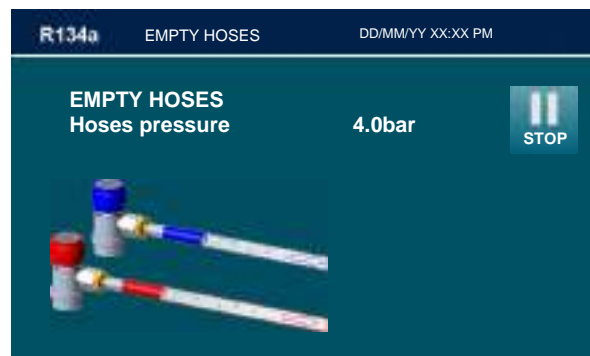 R134a EMPTY HOSES DD/MM/YY XX:XX PM
EMPTY HOSES
Hoses pressure 4.0bar
STOP